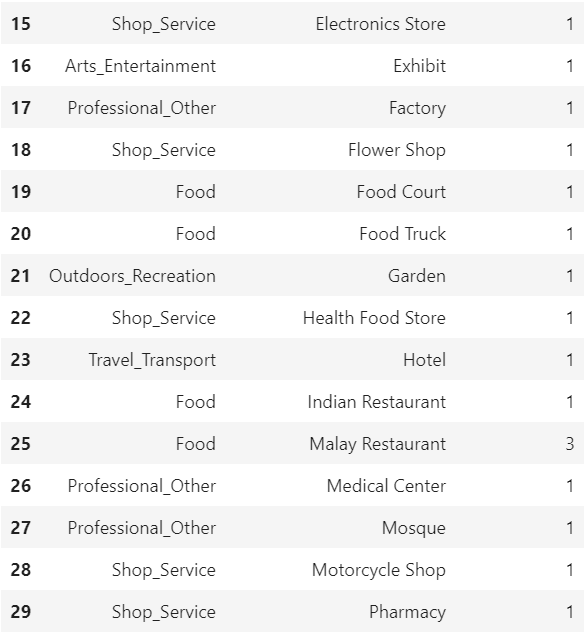 15 Shop_Service Electronics Store 1
16 Arts_Entertainment Exhibit 1
17 Professional_Other Factory 1
18 Shop_Service Flower Shop 1
19 Food Food Court 1
20 Food Food Truck 1
21 Outdoors_Recreation Garden 1
22 Shop_Service Health Food Store 1
23 Travel_Transport Hotel 1
24 Food Indian Restaurant 1
25 Food Malay Restaurant 3
26 Professional_Other Medical Center 1
27 Professional_Other Mosque 1
28 Shop_Service Motorcycle Shop 1
29 Shop_Service Pharmacy 1